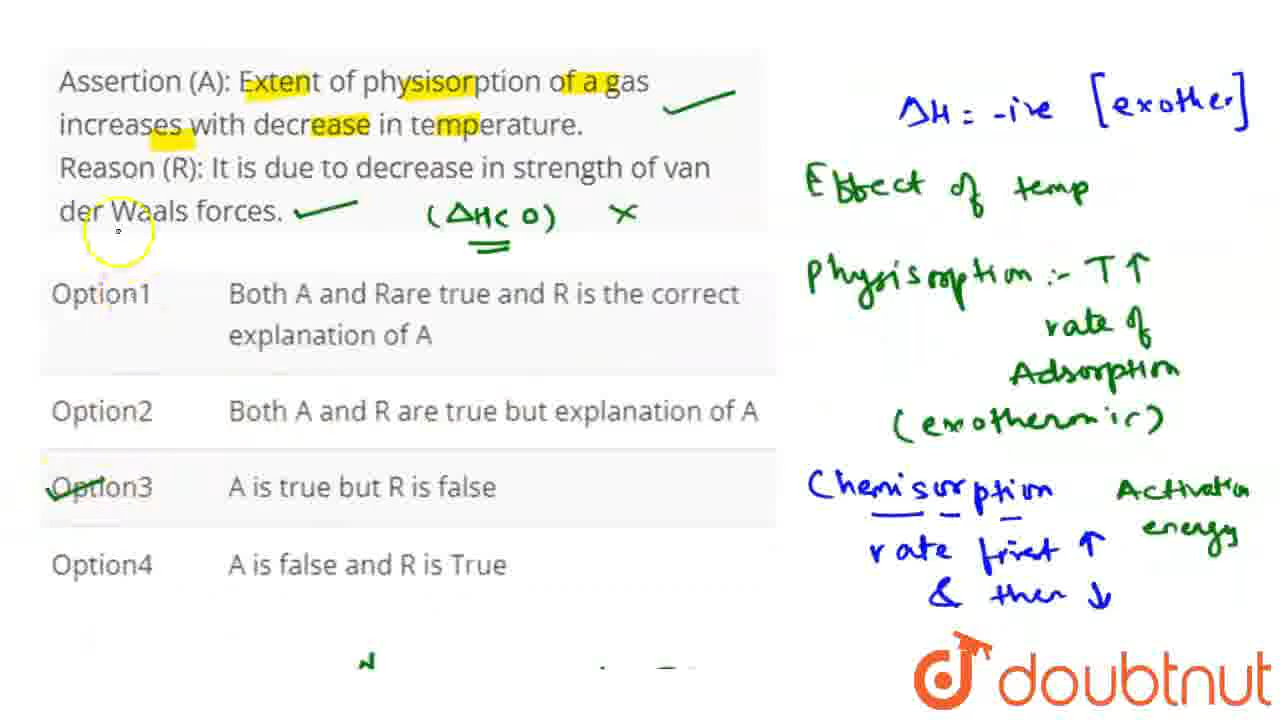 Assertion (A): Extent of physisorption of a gas
increases with decrease in temperature.
Reason (R): It is due to decrease in strength of van
der Waals forces.
(ΔH< 0) ×
Option1 Both A and Rare true and R is the correct
explanation of A
Option2 Both A and R are true but explanation of A
Option3 A is true but R is false
Option4 A is false and R is True
ΔH = -ive [exother]
Effect of temp
Physisorption :- T↑
rate of
Adsorption
(exothermic)
Chemisorption
rate first ↑
& then ↓
Activation
energy
doubtnut